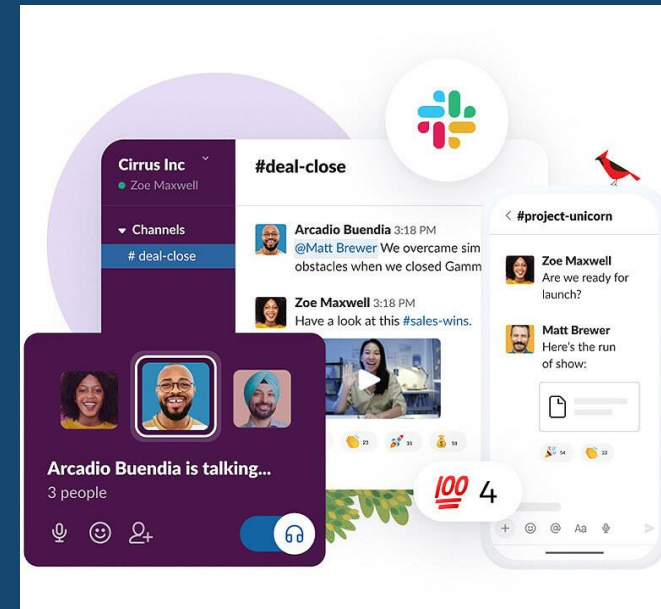 Cirrus Inc
Zoe Maxwell
Channels
# deal-close
#deal-close
Arcadio Buendia 3:18 PM
@Matt Brewer We overcame sim
obstacles when we closed Gamm
Zoe Maxwell 3:18 PM
Have a look at this #sales-wins.
23
💯 4
Arcadio Buendia is talking...
3 people
#project-unicorn
Zoe Maxwell
Are we ready for
launch?
Matt Brewer
Here's the run
of show:
Aa